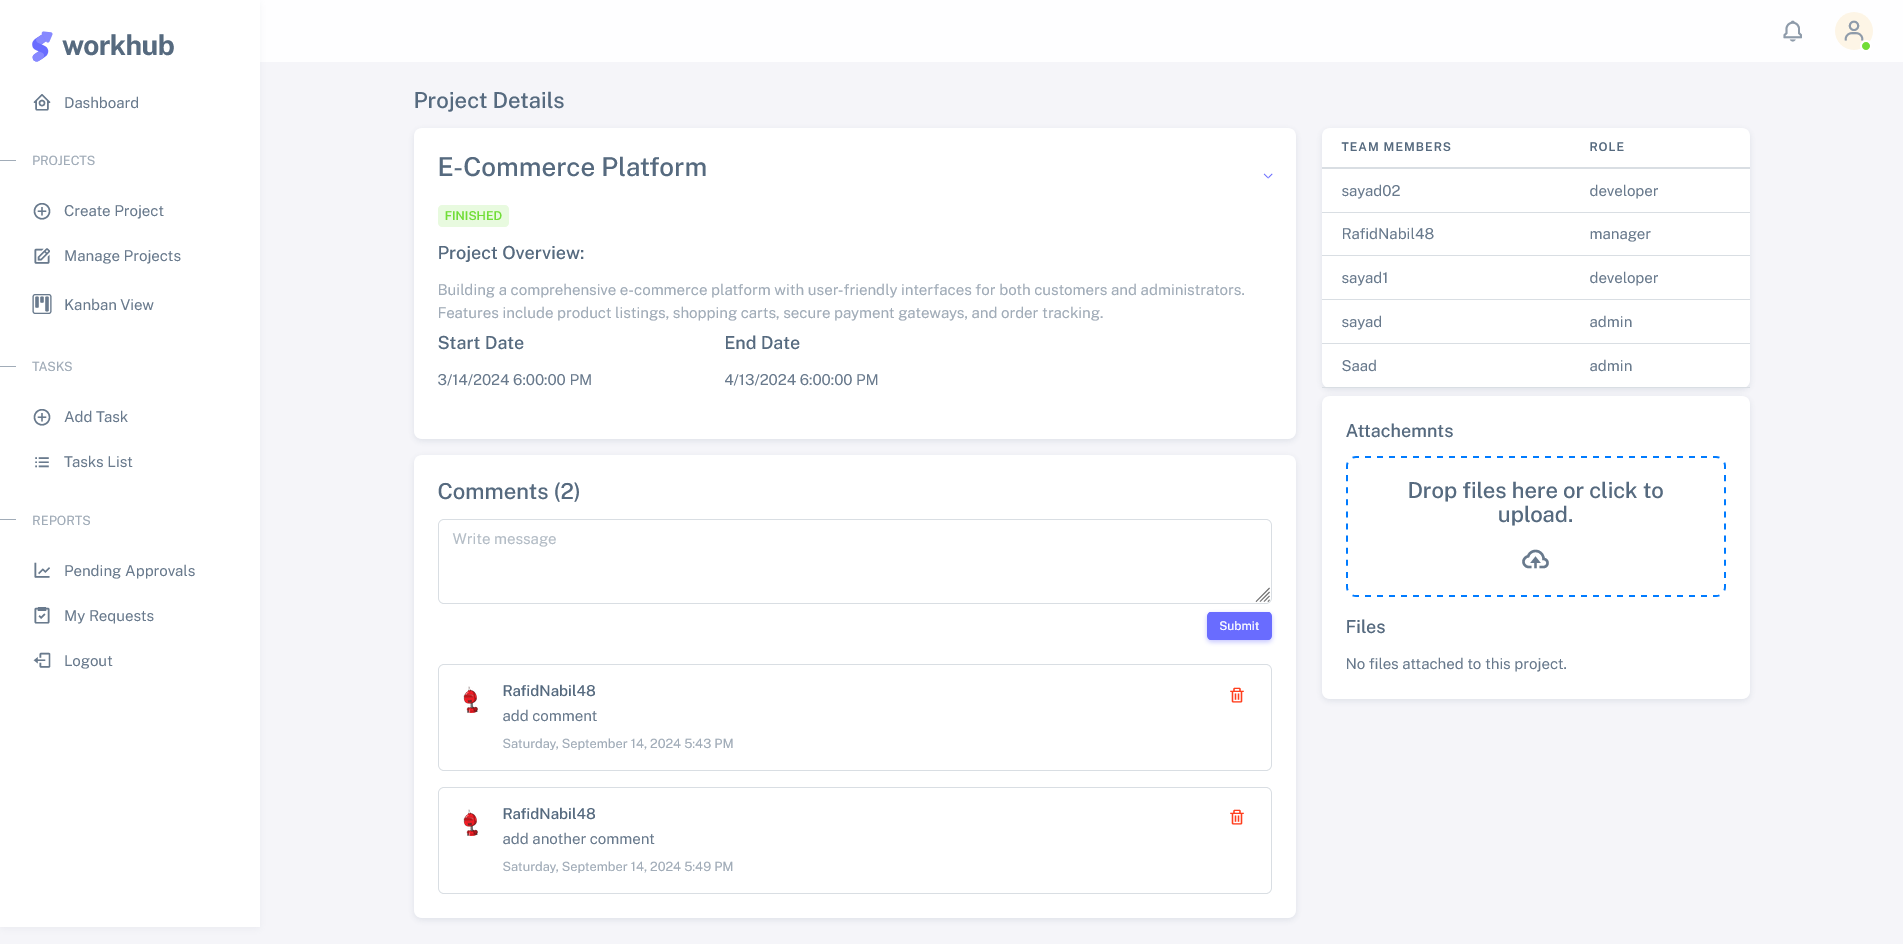 workhub
Dashboard
PROJECTS
Create Project
Manage Projects
Kanban View
TASKS
Add Task
Tasks List
REPORTS
Pending Approvals
My Requests
Logout
Project Details
E-Commerce Platform
FINISHED
Project Overview:
Building a comprehensive e-commerce platform with user-friendly interfaces for both customers and administrators.
Features include product listings, shopping carts, secure payment gateways, and order tracking.
Start Date End Date
3/14/2024 6:00:00 PM 4/13/2024 6:00:00 PM
Comments (2)
Write message
Submit
RafidNabil48
add comment
Saturday, September 14, 2024 5:43 PM
RafidNabil48
add another comment
Saturday, September 14, 2024 5:49 PM
TEAM MEMBERS ROLE
sayad02 developer
RafidNabil48 manager
sayad1 developer
sayad admin
Saad admin
Attachemnts
Drop files here or click to
upload.
Files
No files attached to this project.